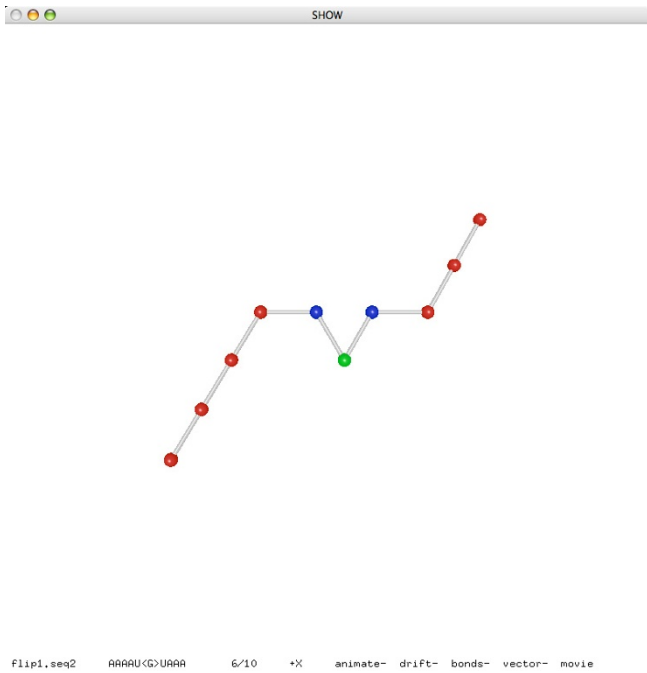 SHOW
flip1.seq2 AAAAU<G>UAAA 6/10 +X animate- drift- bonds- vector- movie